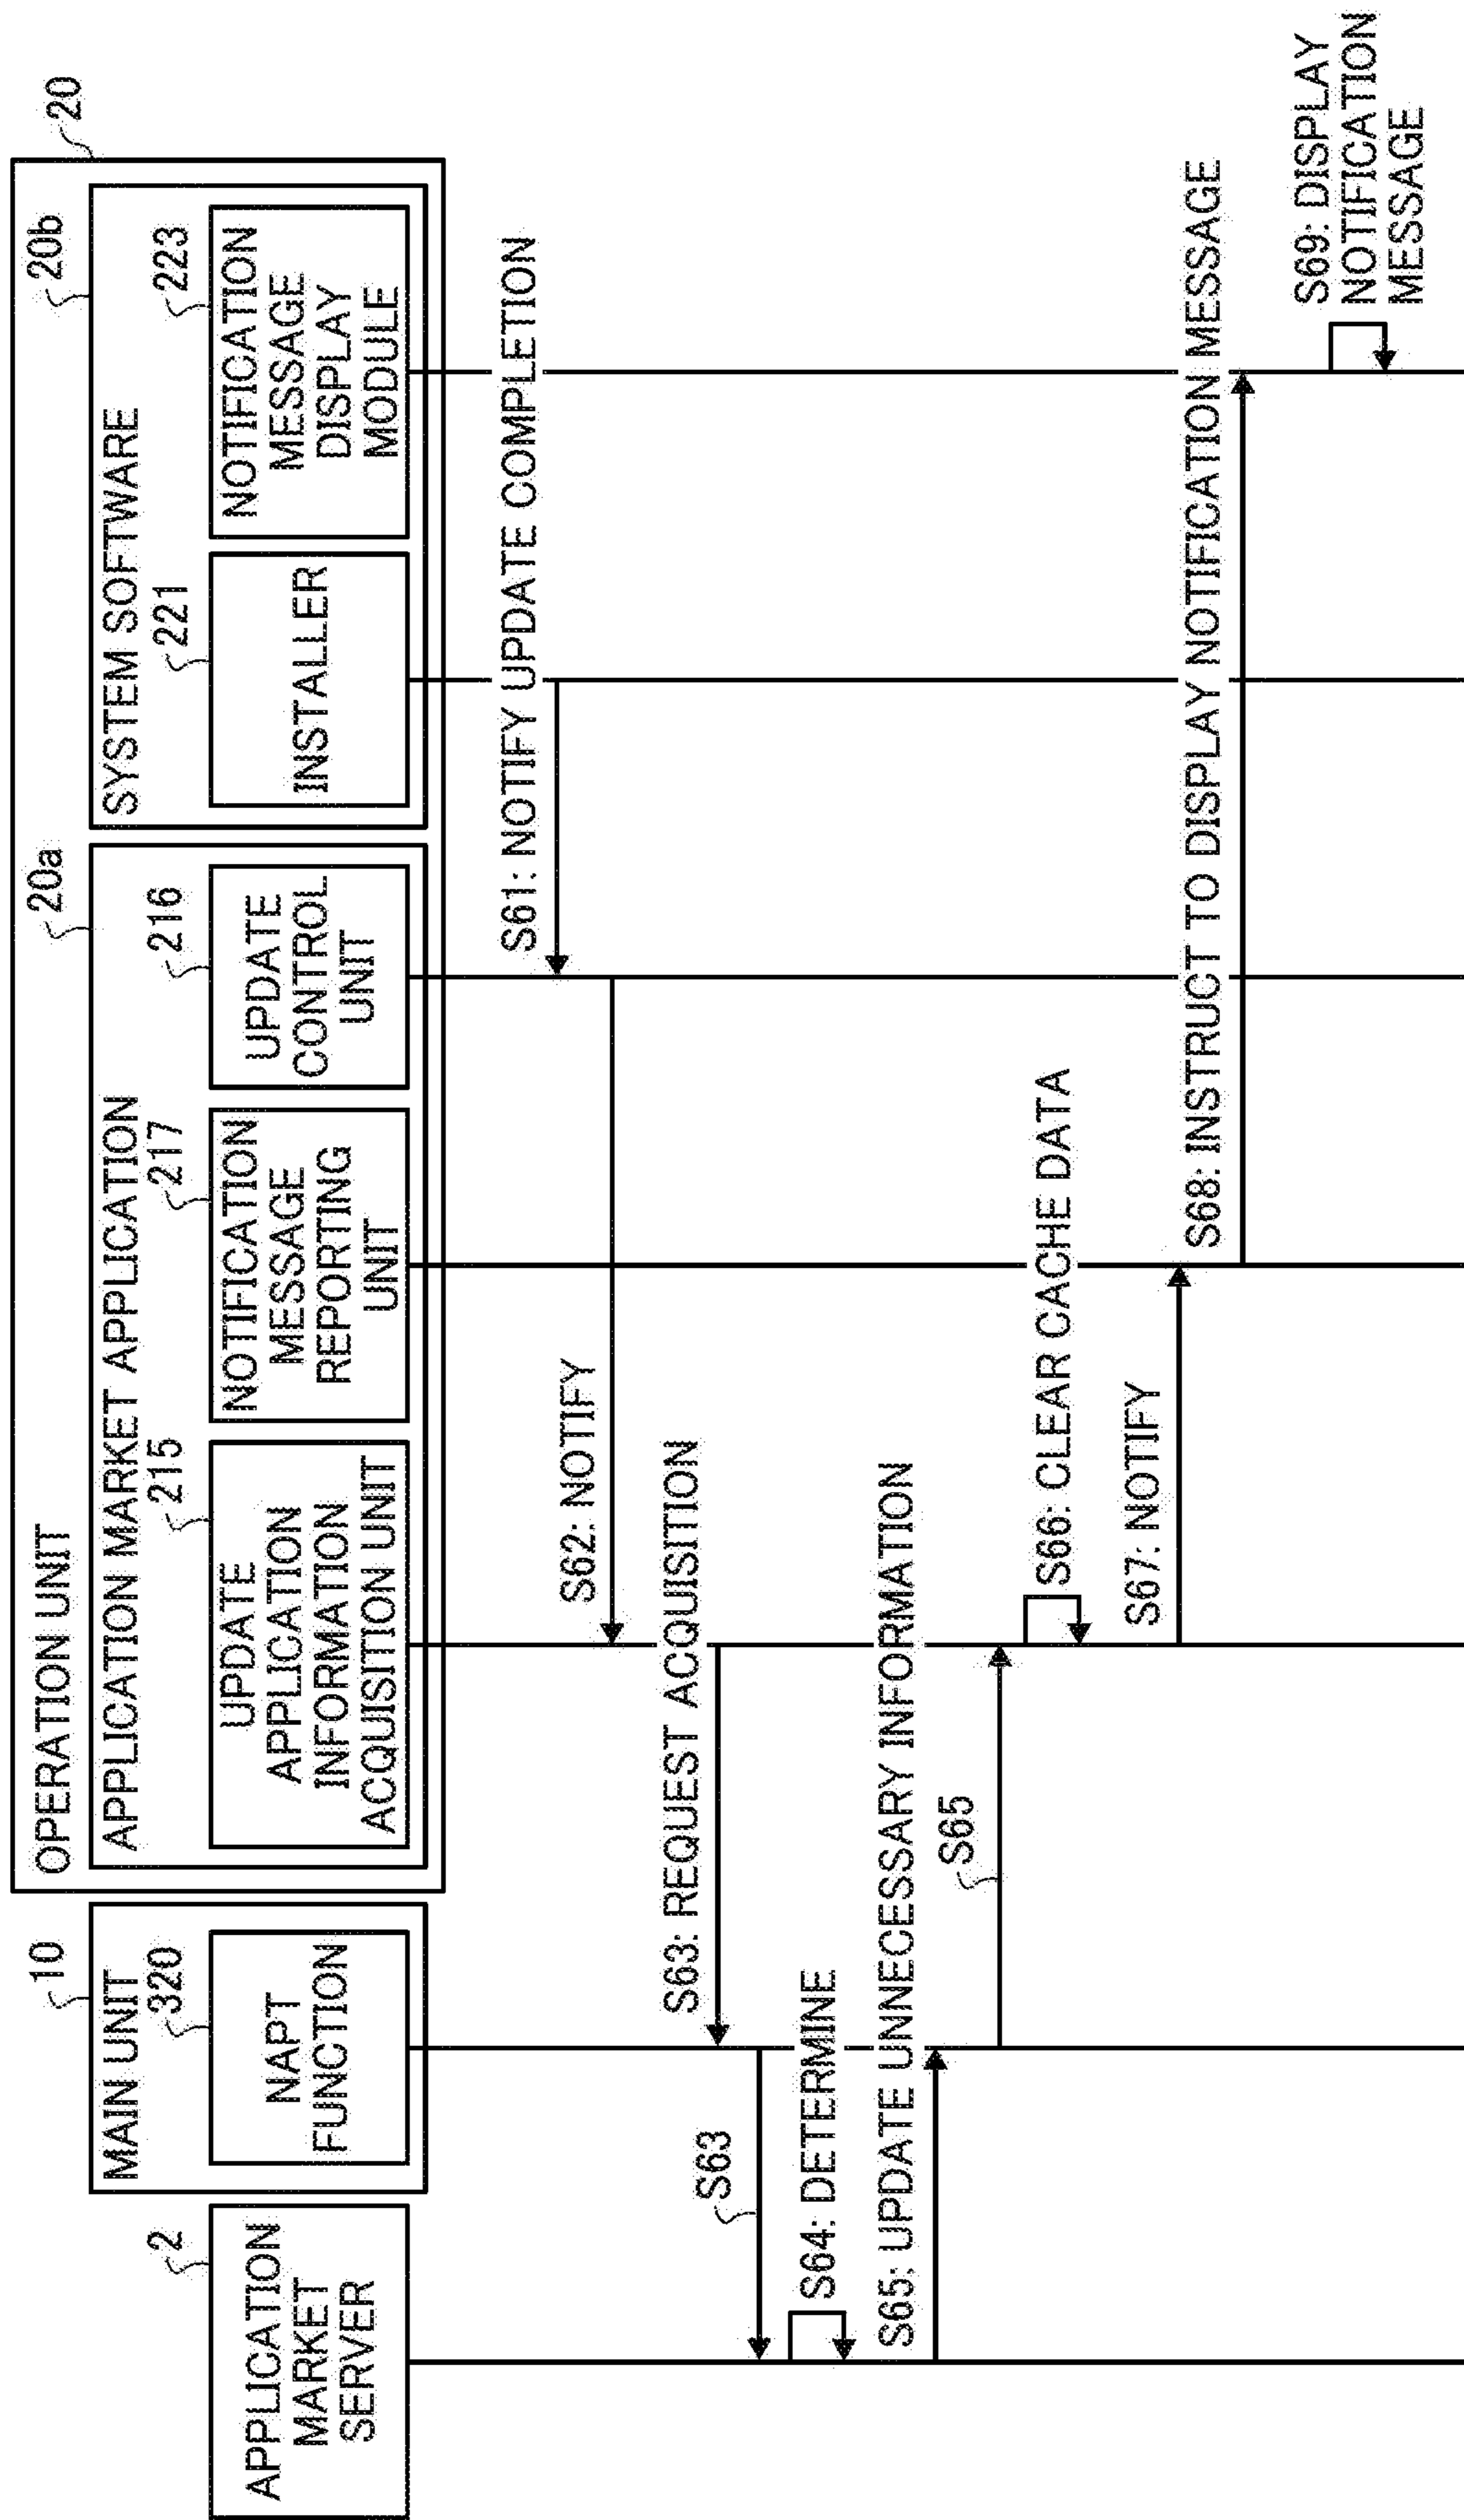 OPERATION UNIT
20
20a
20b
MAIN UNIT
10
APPLICATION MARKET APPLICATION
SYSTEM SOFTWARE
2
320
215
217
216
221
223
APPLICATION
MARKET
SERVER
NAPT
FUNCTION
UPDATE
APPLICATION
INFORMATION
ACQUISITION UNIT
NOTIFICATION
MESSAGE
REPORTING
UNIT
UPDATE
CONTROL
UNIT
INSTALLER
NOTIFICATION
MESSAGE
DISPLAY
MODULE
S61: NOTIFY UPDATE COMPLETION
S62: NOTIFY
S63: REQUEST ACQUISITION
S63
S64: DETERMINE
S65: UPDATE UNNECESSARY INFORMATION
S65
S66: CLEAR CACHE DATA
S67: NOTIFY
S68: INSTRUCT TO DISPLAY NOTIFICATION MESSAGE
S69: DISPLAY
NOTIFICATION
MESSAGE